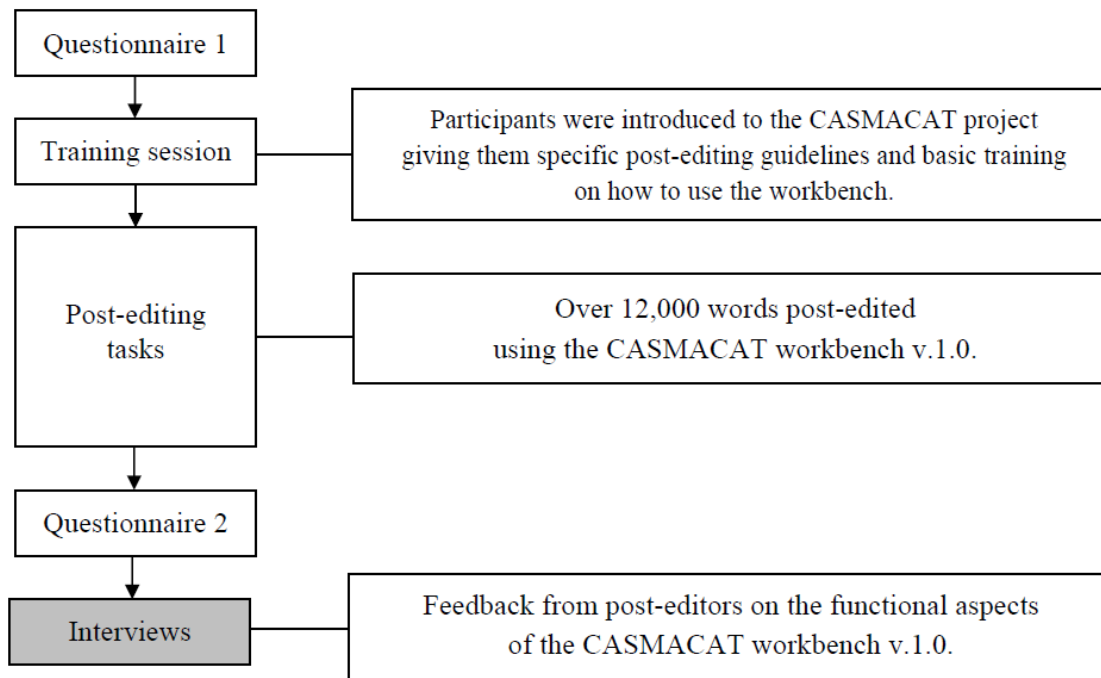 Questionnaire 1
Training session
Participants were introduced to the CASMACAT project
giving them specific post-editing guidelines and basic training
on how to use the workbench.
Post-editing
tasks
Over 12,000 words post-edited
using the CASMACAT workbench v.1.0.
Questionnaire 2
Interviews
Feedback from post-editors on the functional aspects
of the CASMACAT workbench v.1.0.